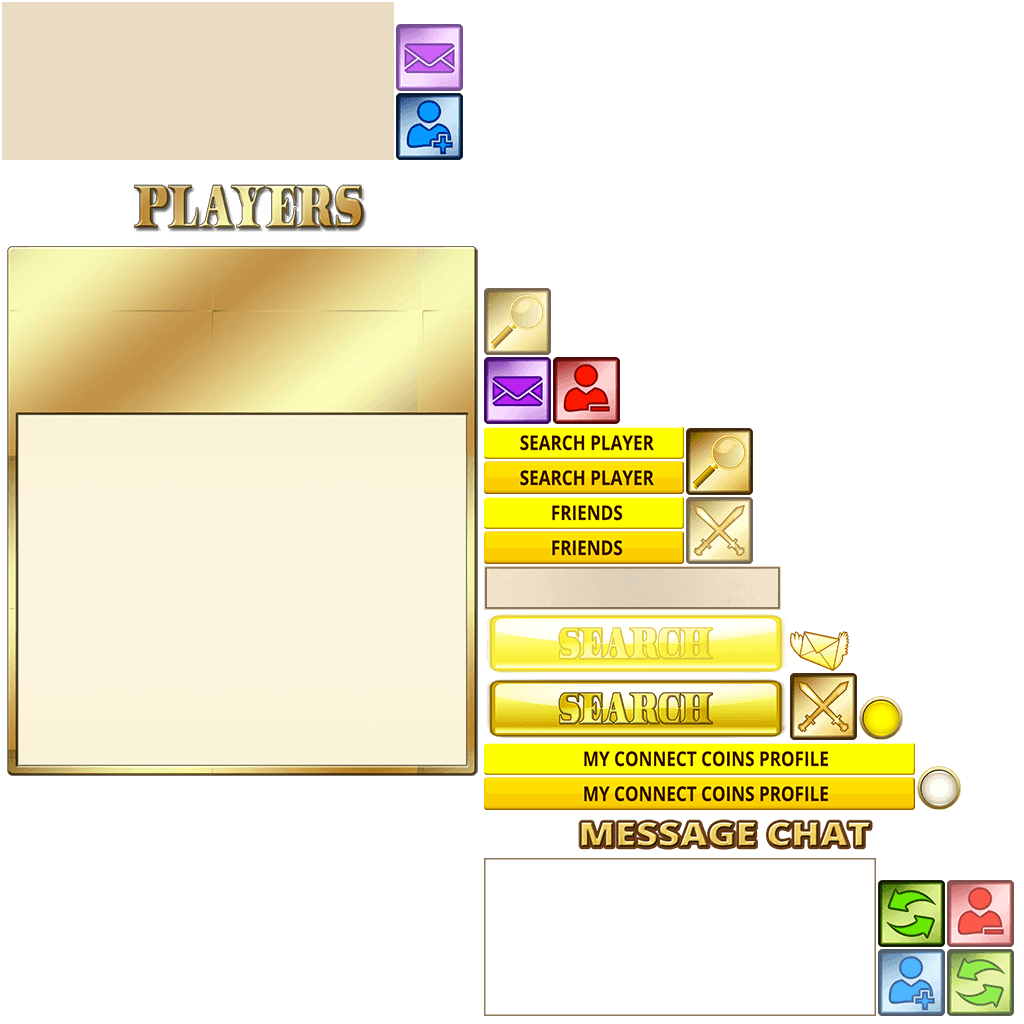 PLAYERS
SEARCH PLAYER
SEARCH PLAYER
FRIENDS
FRIENDS
SEARCH
SEARCH
MY CONNECT COINS PROFILE
MY CONNECT COINS PROFILE
MESSAGE CHAT